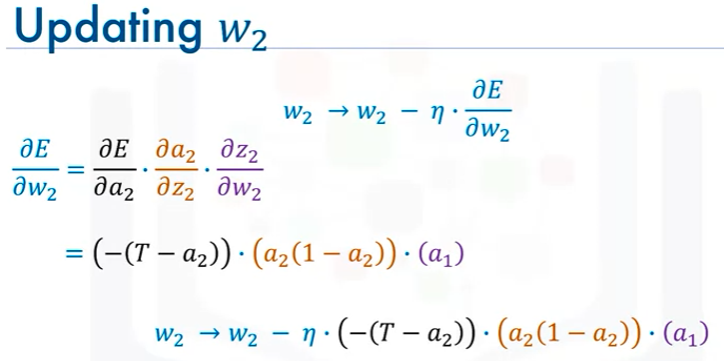 Updating w₂
w₂ → w₂ − η · ∂E/∂w₂
∂E/∂w₂ = ∂E/∂a₂ · ∂a₂/∂z₂ · ∂z₂/∂w₂
= (−(T − a₂)) · (a₂(1 − a₂)) · (a₁)
w₂ → w₂ − η · (−(T − a₂)) · (a₂(1 − a₂)) · (a₁)